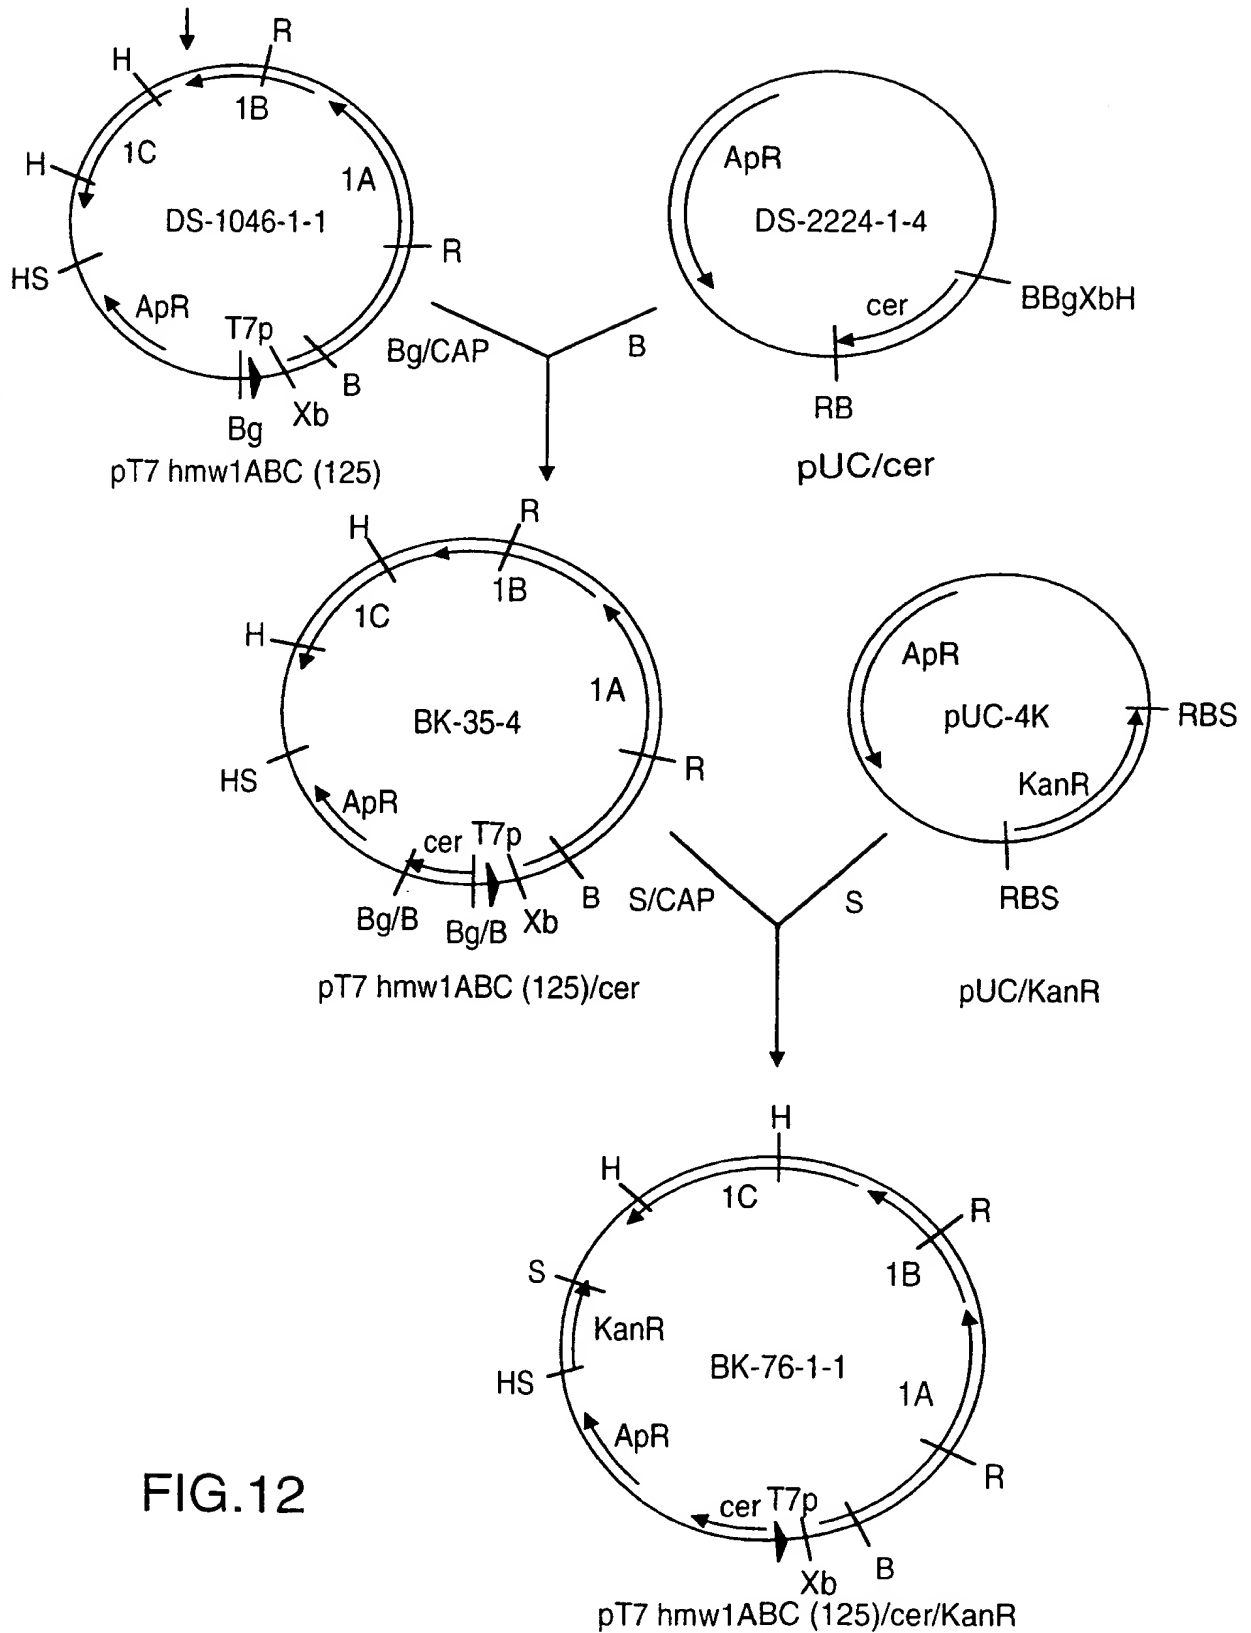 R
H
1B
1C
H
1A
DS-1046-1-1
R
HS
ApR
T7p
B
Xb
Bg
pT7 hmw1ABC (125)
ApR
DS-2224-1-4
BBgXbH
cer
RB
pUC/cer
Bg/CAP
B
R
H
1B
1C
H
1A
BK-35-4
R
HS
ApR
cer
T7p
B
Xb
Bg/B
Bg/B
pT7 hmw1ABC (125)/cer
ApR
pUC-4K
RBS
KanR
RBS
pUC/KanR
S/CAP
S
H
H
1C
R
1B
S
KanR
BK-76-1-1
HS
1A
ApR
R
cer
T7p
B
Xb
pT7 hmw1ABC (125)/cer/KanR
FIG.12